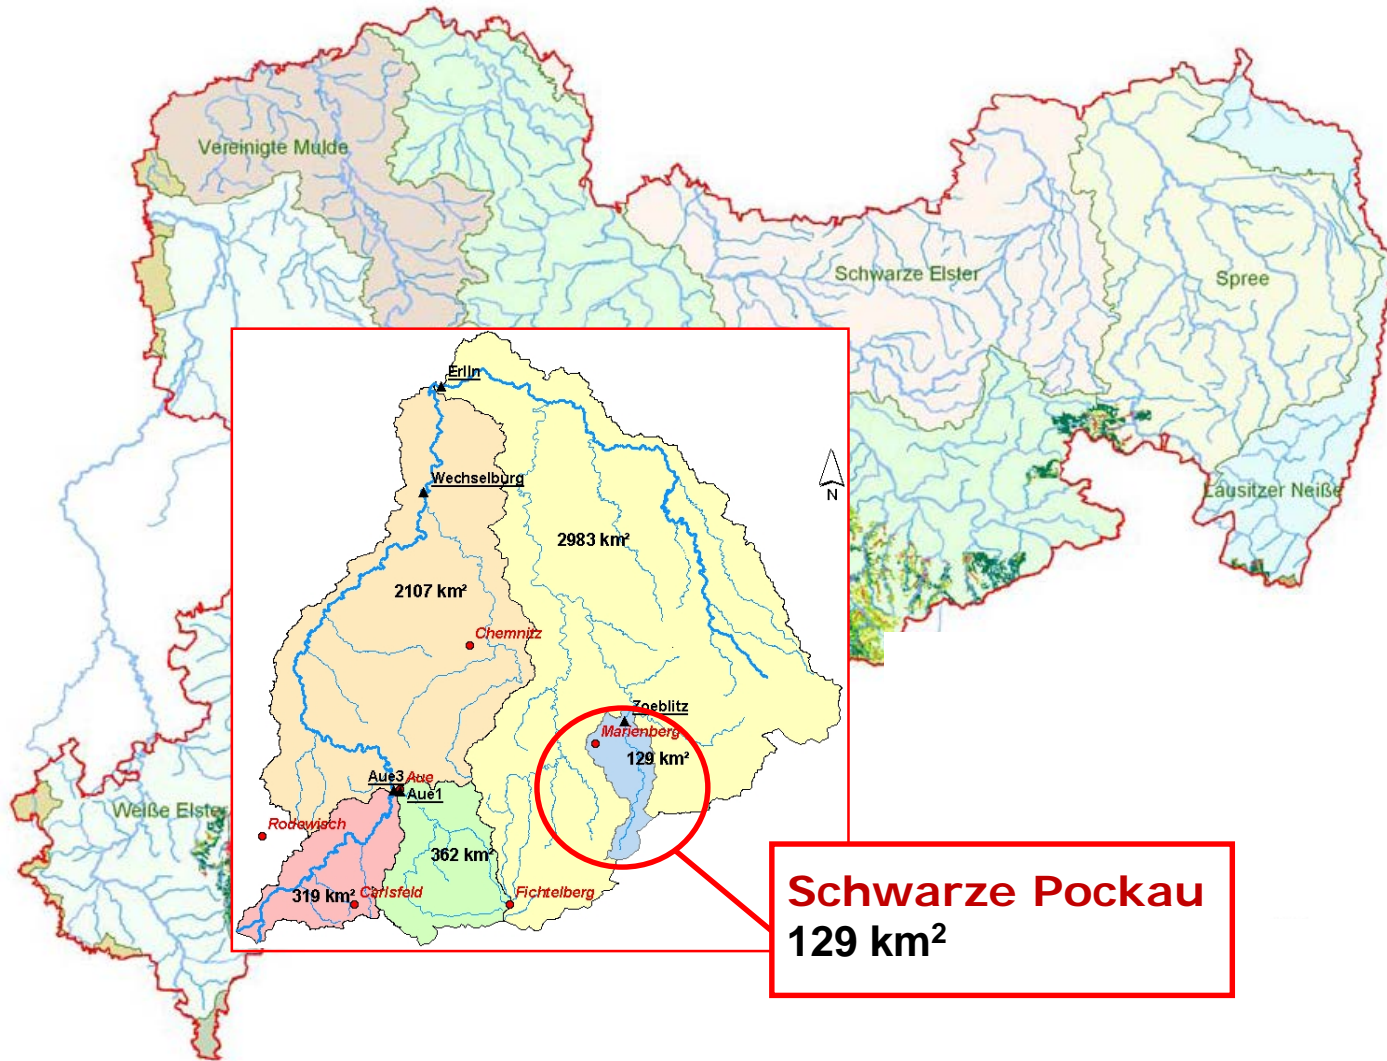 Vereinigte Mulde
Schwarze Elster
Spree
Lausitzer Neiße
Weiße Elster
Erlln
Wechselburg
N
2983 km²
2107 km²
Chemnitz
Zoeblitz
Marienberg
129 km²
Aue3
Aue
Aue1
Rodewisch
362 km²
319 km²
Carlsfeld
Fichtelberg
Schwarze Pockau
129 km²